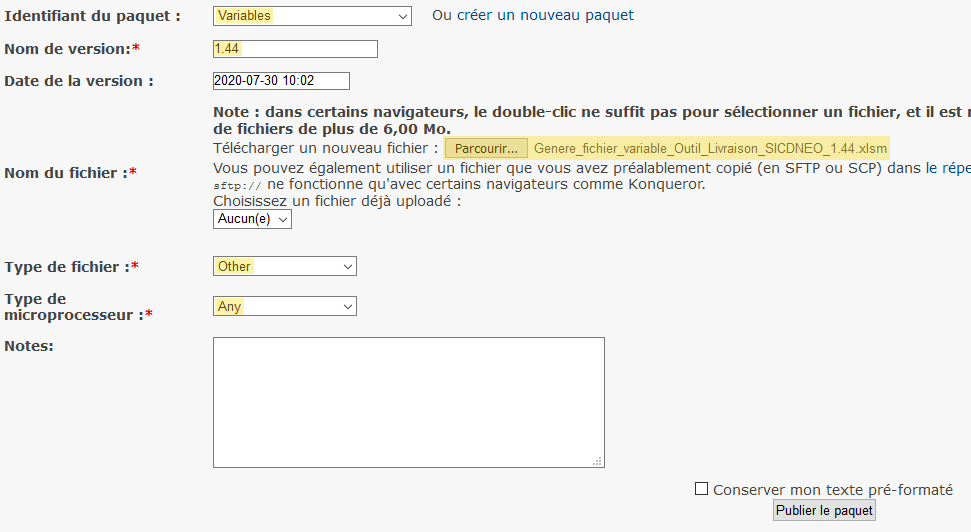 Identifiant du paquet : Variables Ou créer un nouveau paquet
Nom de version:* 1.44
Date de la version : 2020-07-30 10:02
Note : dans certains navigateurs, le double-clic ne suffit pas pour sélectionner un fichier, et il est
de fichiers de plus de 6,00 Mo.
Télécharger un nouveau fichier : Parcourir... Genere_fichier_variable_Outil_Livraison_SICDNEO_1.44.xlsm
Nom du fichier :*
Vous pouvez également utiliser un fichier que vous avez préalablement copié (en SFTP ou SCP) dans le répe
sftp:// ne fonctionne qu'avec certains navigateurs comme Konqueror.
Choisissez un fichier déjà uploadé :
Aucun(e)
Type de fichier :* Other
Type de
microprocesseur :* Any
Notes:
Conserver mon texte pré-formaté
Publier le paquet